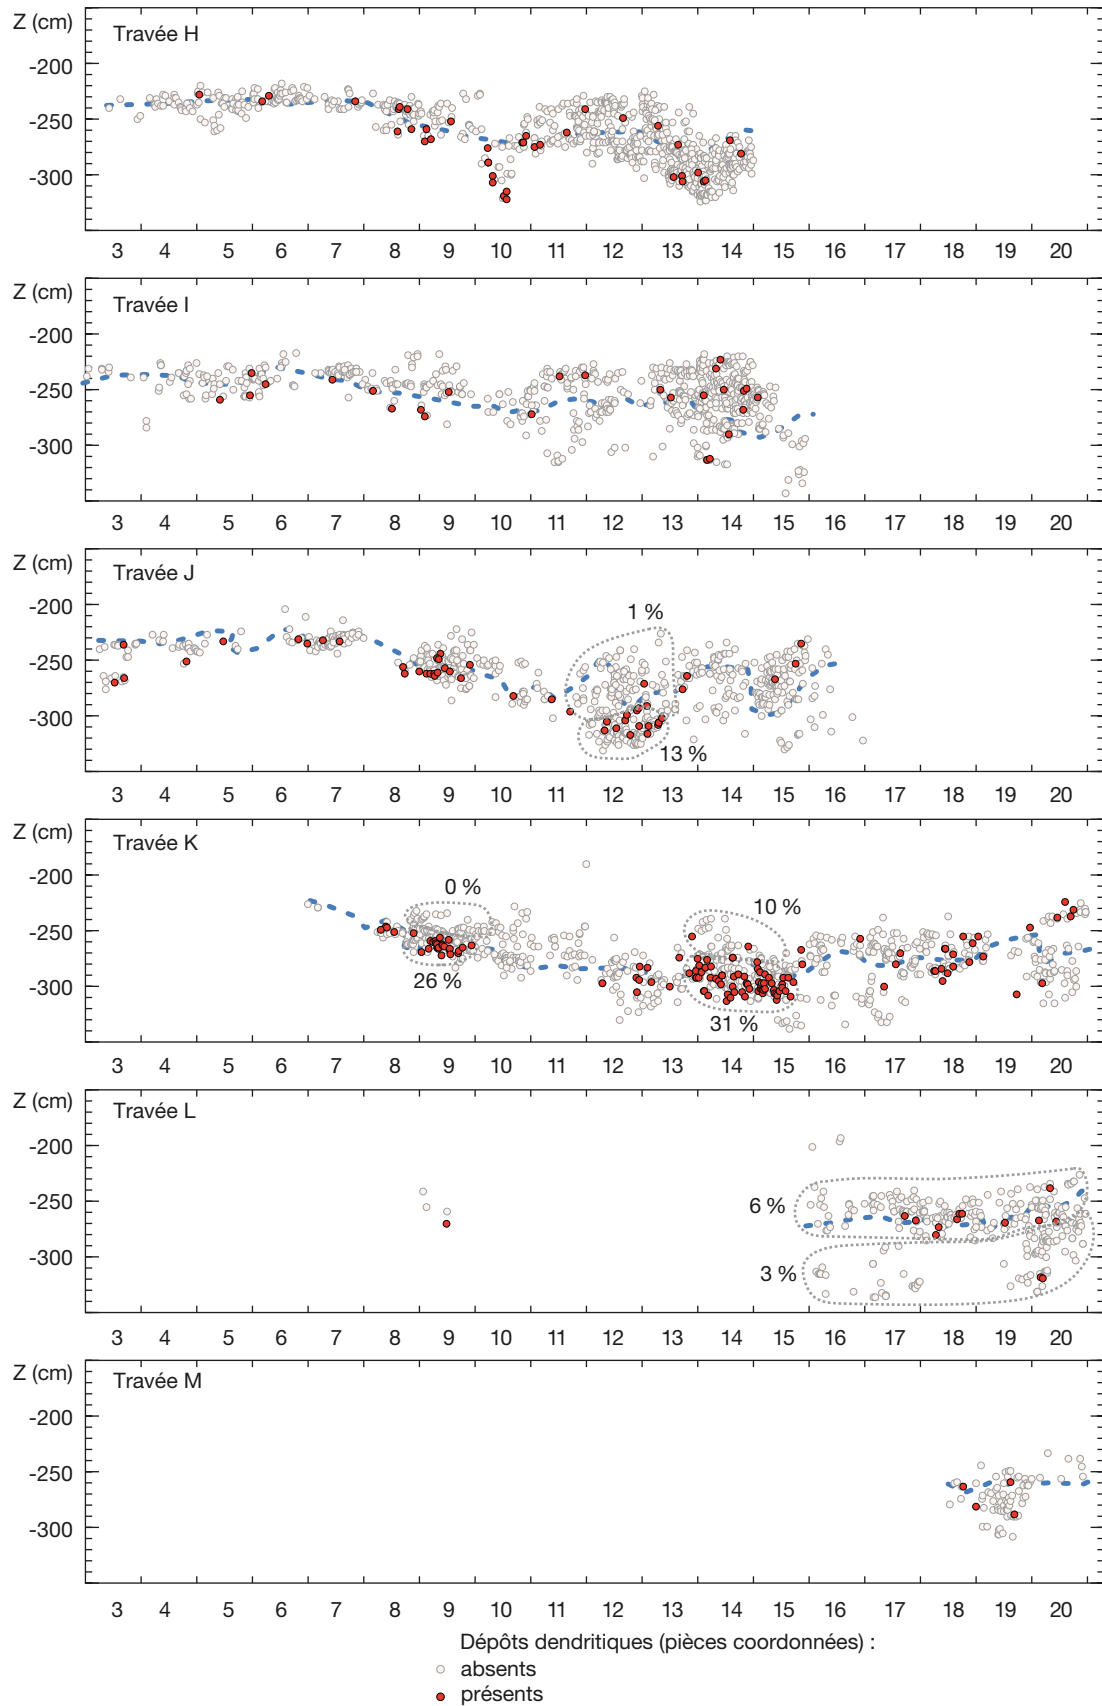 Z (cm)
Travée H
-200
-250
-300
3 4 5 6 7 8 9 10 11 12 13 14 15 16 17 18 19 20
Z (cm)
Travée I
-200
-250
-300
3 4 5 6 7 8 9 10 11 12 13 14 15 16 17 18 19 20
Z (cm)
Travée J
-200
1 %
-250
-300
13 %
3 4 5 6 7 8 9 10 11 12 13 14 15 16 17 18 19 20
Z (cm)
Travée K
-200
0 %
10 %
-250
26 %
-300
31 %
3 4 5 6 7 8 9 10 11 12 13 14 15 16 17 18 19 20
Z (cm)
Travée L
-200
-250
6 %
3 %
-300
3 4 5 6 7 8 9 10 11 12 13 14 15 16 17 18 19 20
Z (cm)
Travée M
-200
-250
-300
3 4 5 6 7 8 9 10 11 12 13 14 15 16 17 18 19 20
Dépôts dendritiques (pièces coordonnées) :
absents
présents